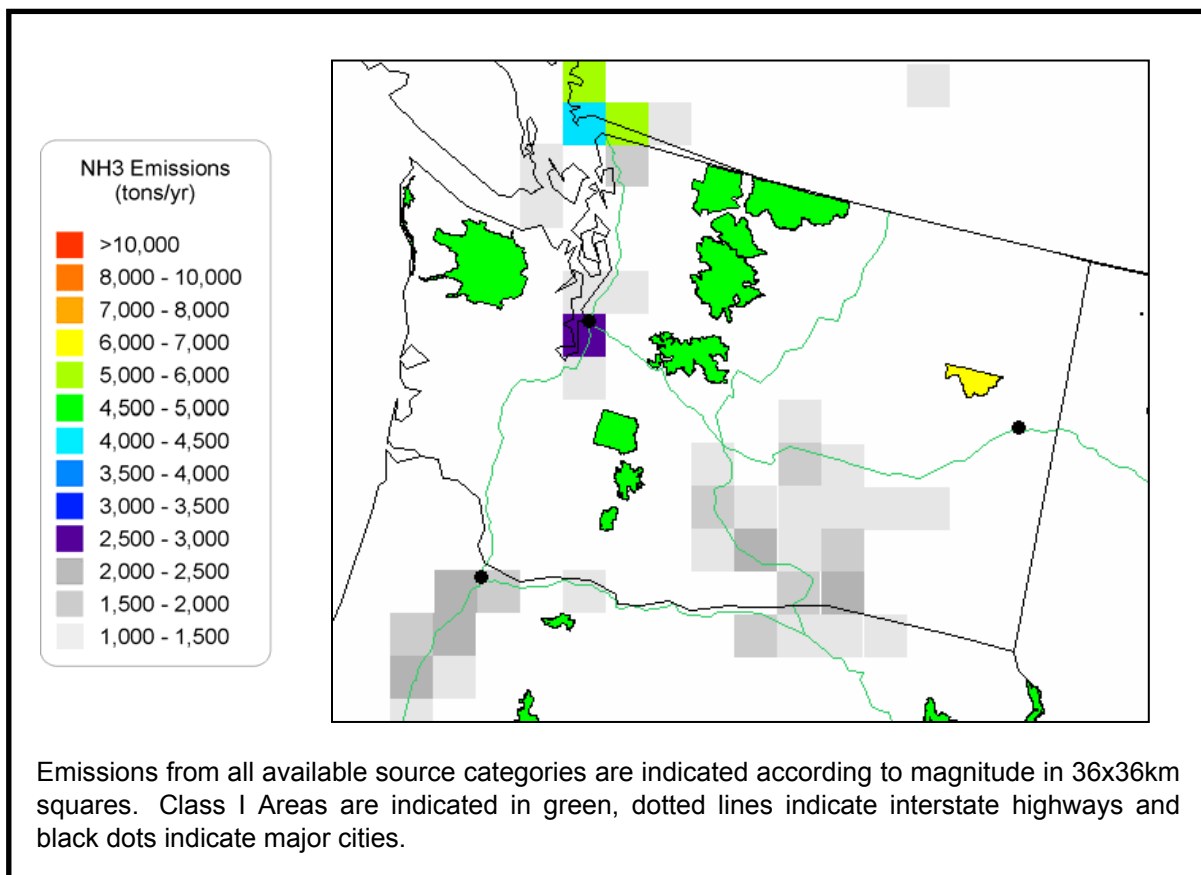 NH3 Emissions
(tons/yr)
>10,000
8,000 - 10,000
7,000 - 8,000
6,000 - 7,000
5,000 - 6,000
4,500 - 5,000
4,000 - 4,500
3,500 - 4,000
3,000 - 3,500
2,500 - 3,000
2,000 - 2,500
1,500 - 2,000
1,000 - 1,500
Emissions from all available source categories are indicated according to magnitude in 36x36km
squares. Class I Areas are indicated in green, dotted lines indicate interstate highways and
black dots indicate major cities.